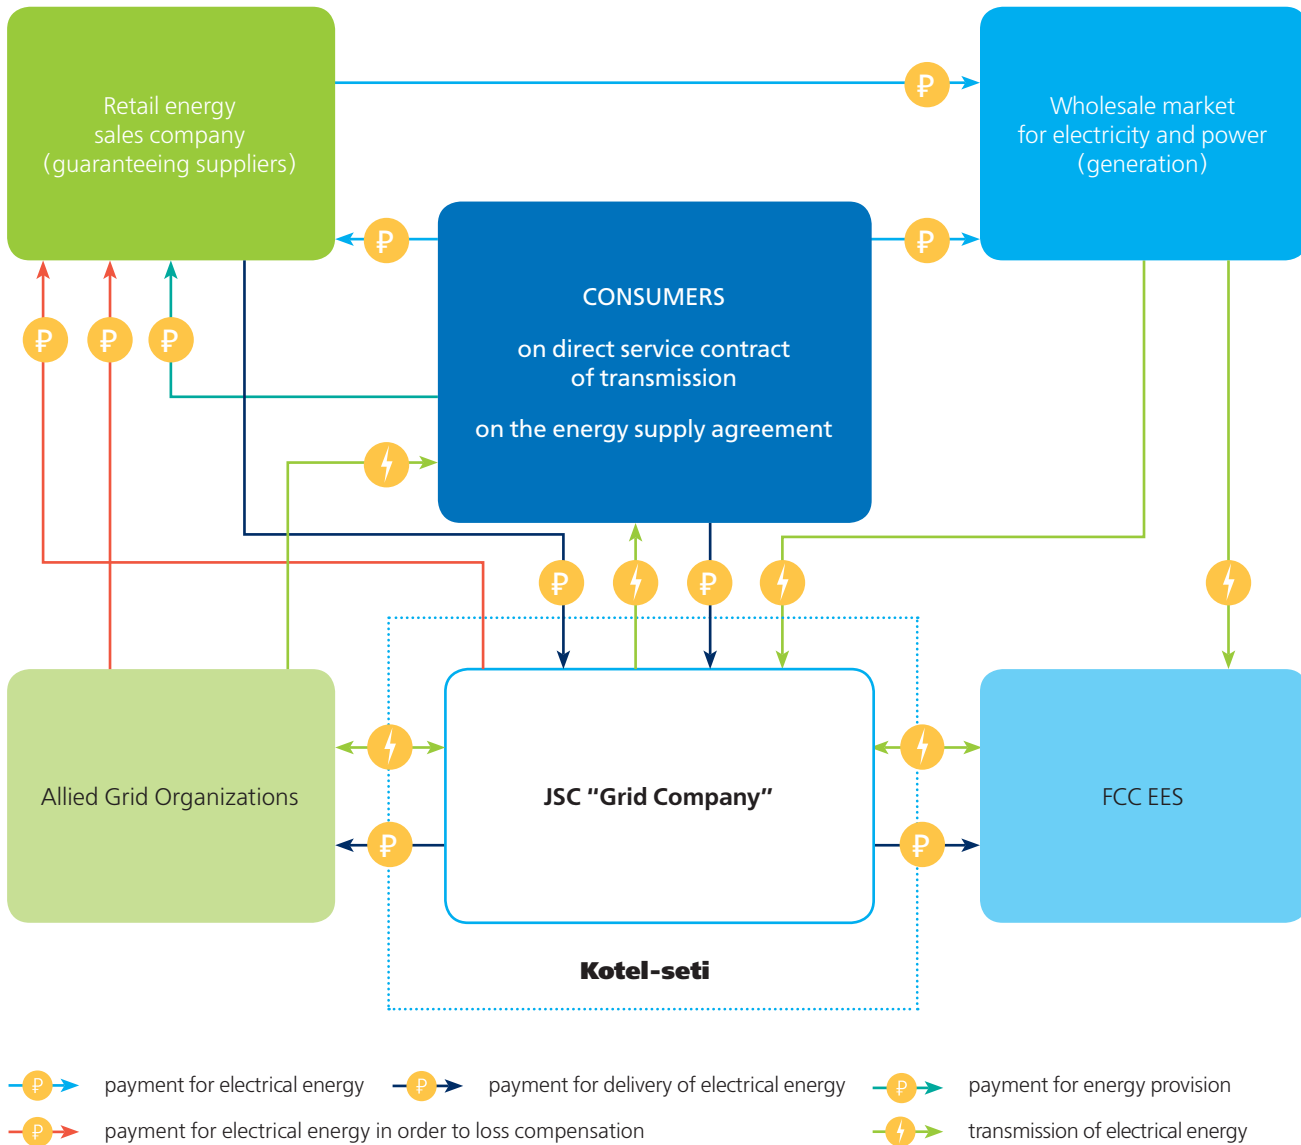 Retail energy
sales company
(guaranteeing suppliers)
₽
Wholesale market
for electricity and power
(generation)
₽
₽
CONSUMERS
on direct service contract
of transmission
on the energy supply agreement
₽
₽
₽
₽
₽
Allied Grid Organizations
JSC “Grid Company”
FCC EES
₽
₽
Kotel-seti
₽ payment for electrical energy
₽ payment for delivery of electrical energy
₽ payment for energy provision
₽ payment for electrical energy in order to loss compensation
transmission of electrical energy